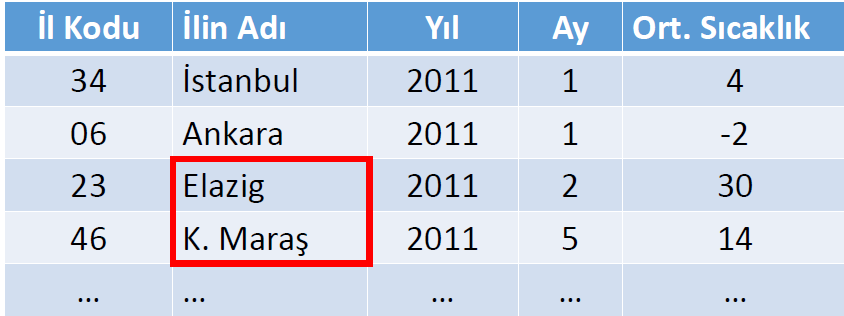 İl Kodu İlin Adı Yıl Ay Ort. Sıcaklık
34 İstanbul 2011 1 4
06 Ankara 2011 1 -2
23 Elazig 2011 2 30
46 K. Maraş 2011 5 14
... ... ... ... ...